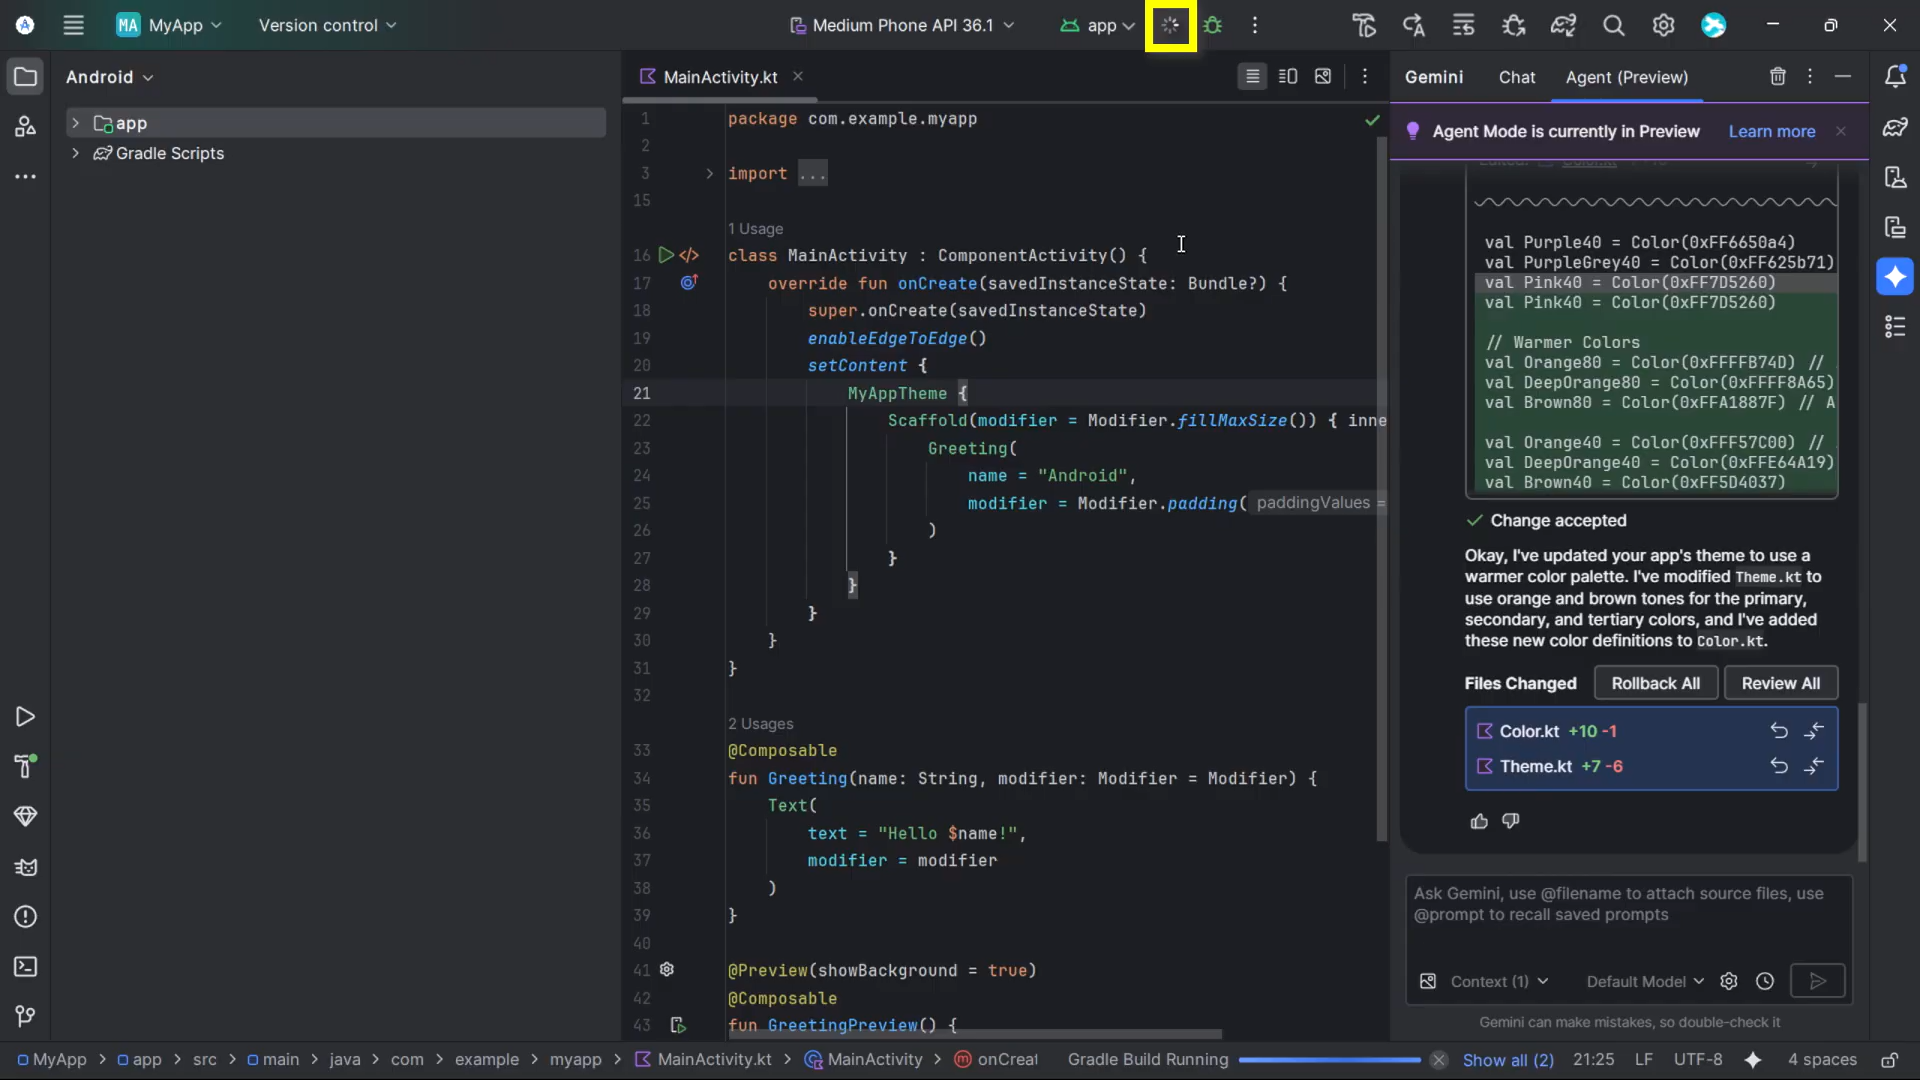 MA MyApp
Version control
Medium Phone API 36.1
app
Android
app
Gradle Scripts
MainActivity.kt
1 package com.example.myapp
2
3 import ...
15
1 Usage
16 class MainActivity : ComponentActivity() {
17 override fun onCreate(savedInstanceState: Bundle?) {
18 super.onCreate(savedInstanceState)
19 enableEdgeToEdge()
20 setContent {
21 MyAppTheme {
22 Scaffold(modifier = Modifier.fillMaxSize()) { inne
23 Greeting(
24 name = "Android",
25 modifier = Modifier.padding( paddingValues =
26 )
27 }
28 }
29 }
30 }
31 }
32
2 Usages
33 @Composable
34 fun Greeting(name: String, modifier: Modifier = Modifier) {
35 Text(
36 text = "Hello $name!",
37 modifier = modifier
38 )
39 }
40
41 @Preview(showBackground = true)
42 @Composable
43 fun GreetingPreview() {
Gemini Chat Agent (Preview)
Agent Mode is currently in Preview Learn more
val Purple40 = Color(0xFF6650a4)
val PurpleGrey40 = Color(0xFF625b71)
val Pink40 = Color(0xFF7D5260)
val Pink40 = Color(0xFF7D5260)
// Warmer Colors
val Orange80 = Color(0xFFFFB74D) //
val DeepOrange80 = Color(0xFFFF8A65)
val Brown80 = Color(0xFFA1887F) // A
val Orange40 = Color(0xFFF57C00) //
val DeepOrange40 = Color(0xFFE64A19)
val Brown40 = Color(0xFF5D4037)
Change accepted
Okay, I've updated your app's theme to use a
warmer color palette. I've modified Theme.kt to
use orange and brown tones for the primary,
secondary, and tertiary colors, and I've added
these new color definitions to Color.kt.
Files Changed Rollback All Review All
Color.kt +10 -1
Theme.kt +7 -6
Ask Gemini, use @filename to attach source files, use
@prompt to recall saved prompts
Context (1) Default Model
Gemini can make mistakes, so double-check it
MyApp > app > src > main > java > com > example > myapp > MainActivity.kt > MainActivity > onCreat
Gradle Build Running Show all (2) 21:25 LF UTF-8 4 spaces